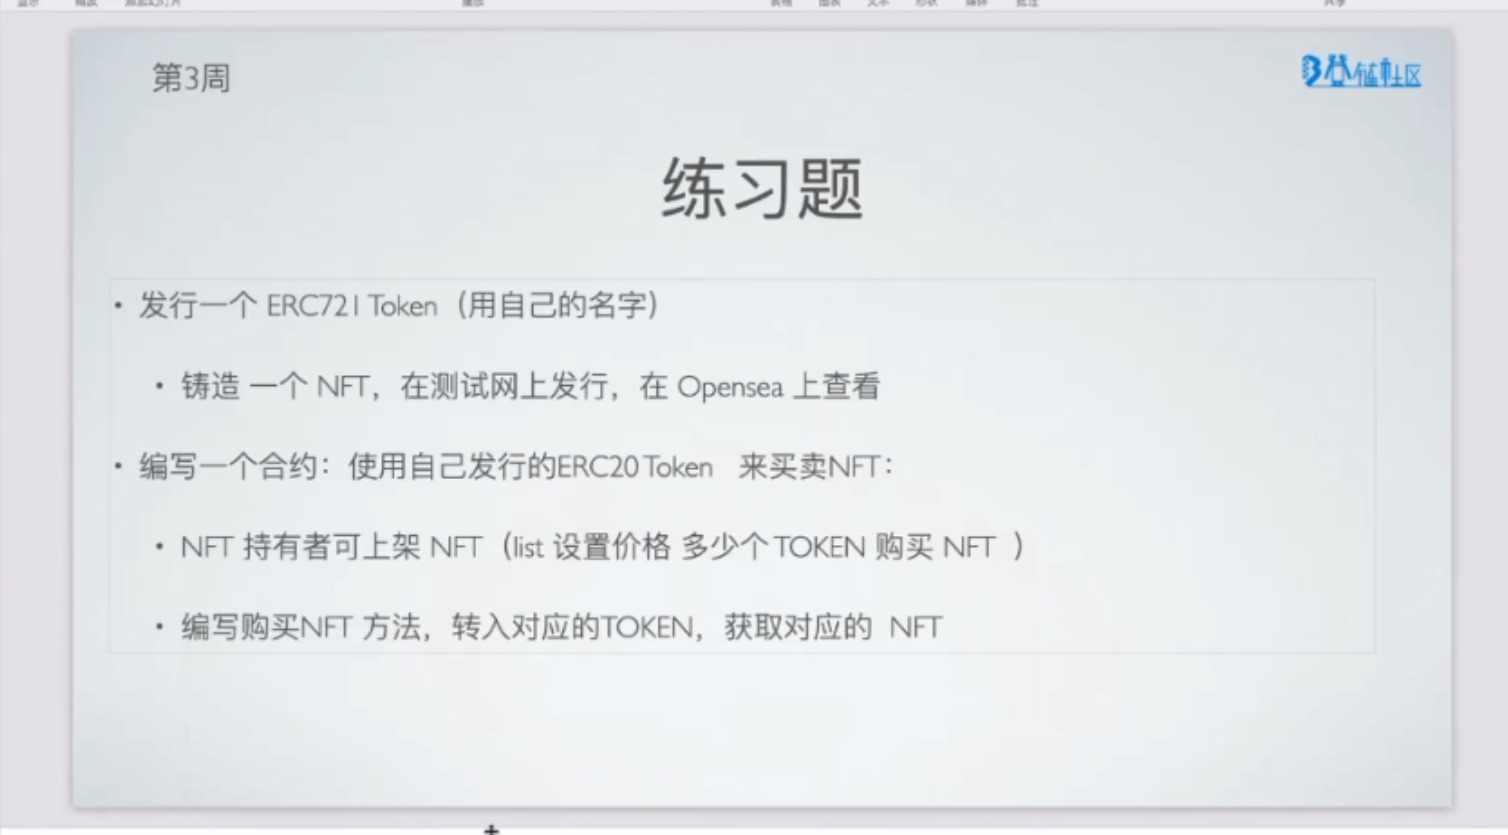 第3周
登链社区
练习题
• 发行一个 ERC721 Token（用自己的名字）
• 铸造 一个 NFT，在测试网上发行，在 Opensea 上查看
• 编写一个合约：使用自己发行的ERC20 Token 来买卖NFT：
• NFT 持有者可上架 NFT（list 设置价格 多少个 TOKEN 购买 NFT ）
• 编写购买NFT 方法，转入对应的TOKEN，获取对应的 NFT